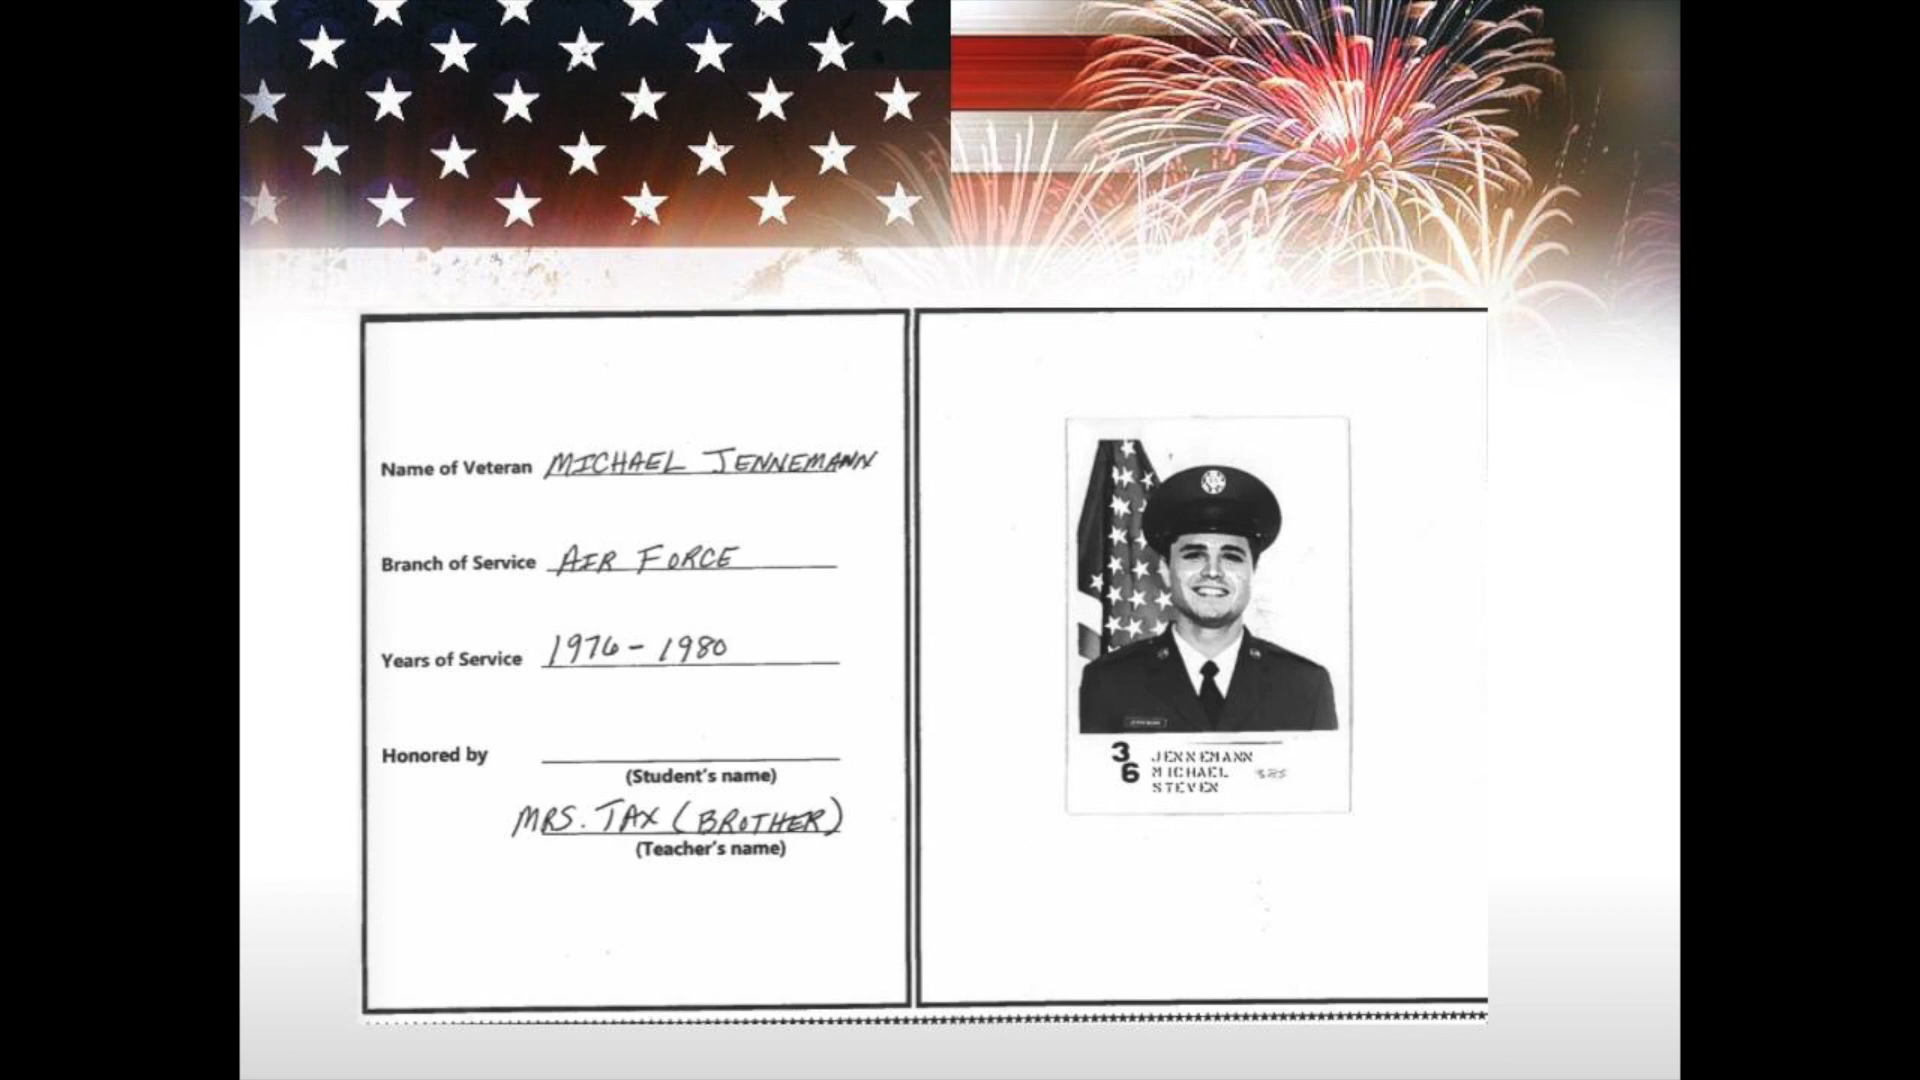 Name of Veteran MICHAEL JENNEMANN
Branch of Service AIR FORCE
Years of Service 1976 - 1980
Honored by
(Student's name)
MRS. TAX (BROTHER)
(Teacher's name)
3 JENNEMANN
6 MICHAEL
STEVEN